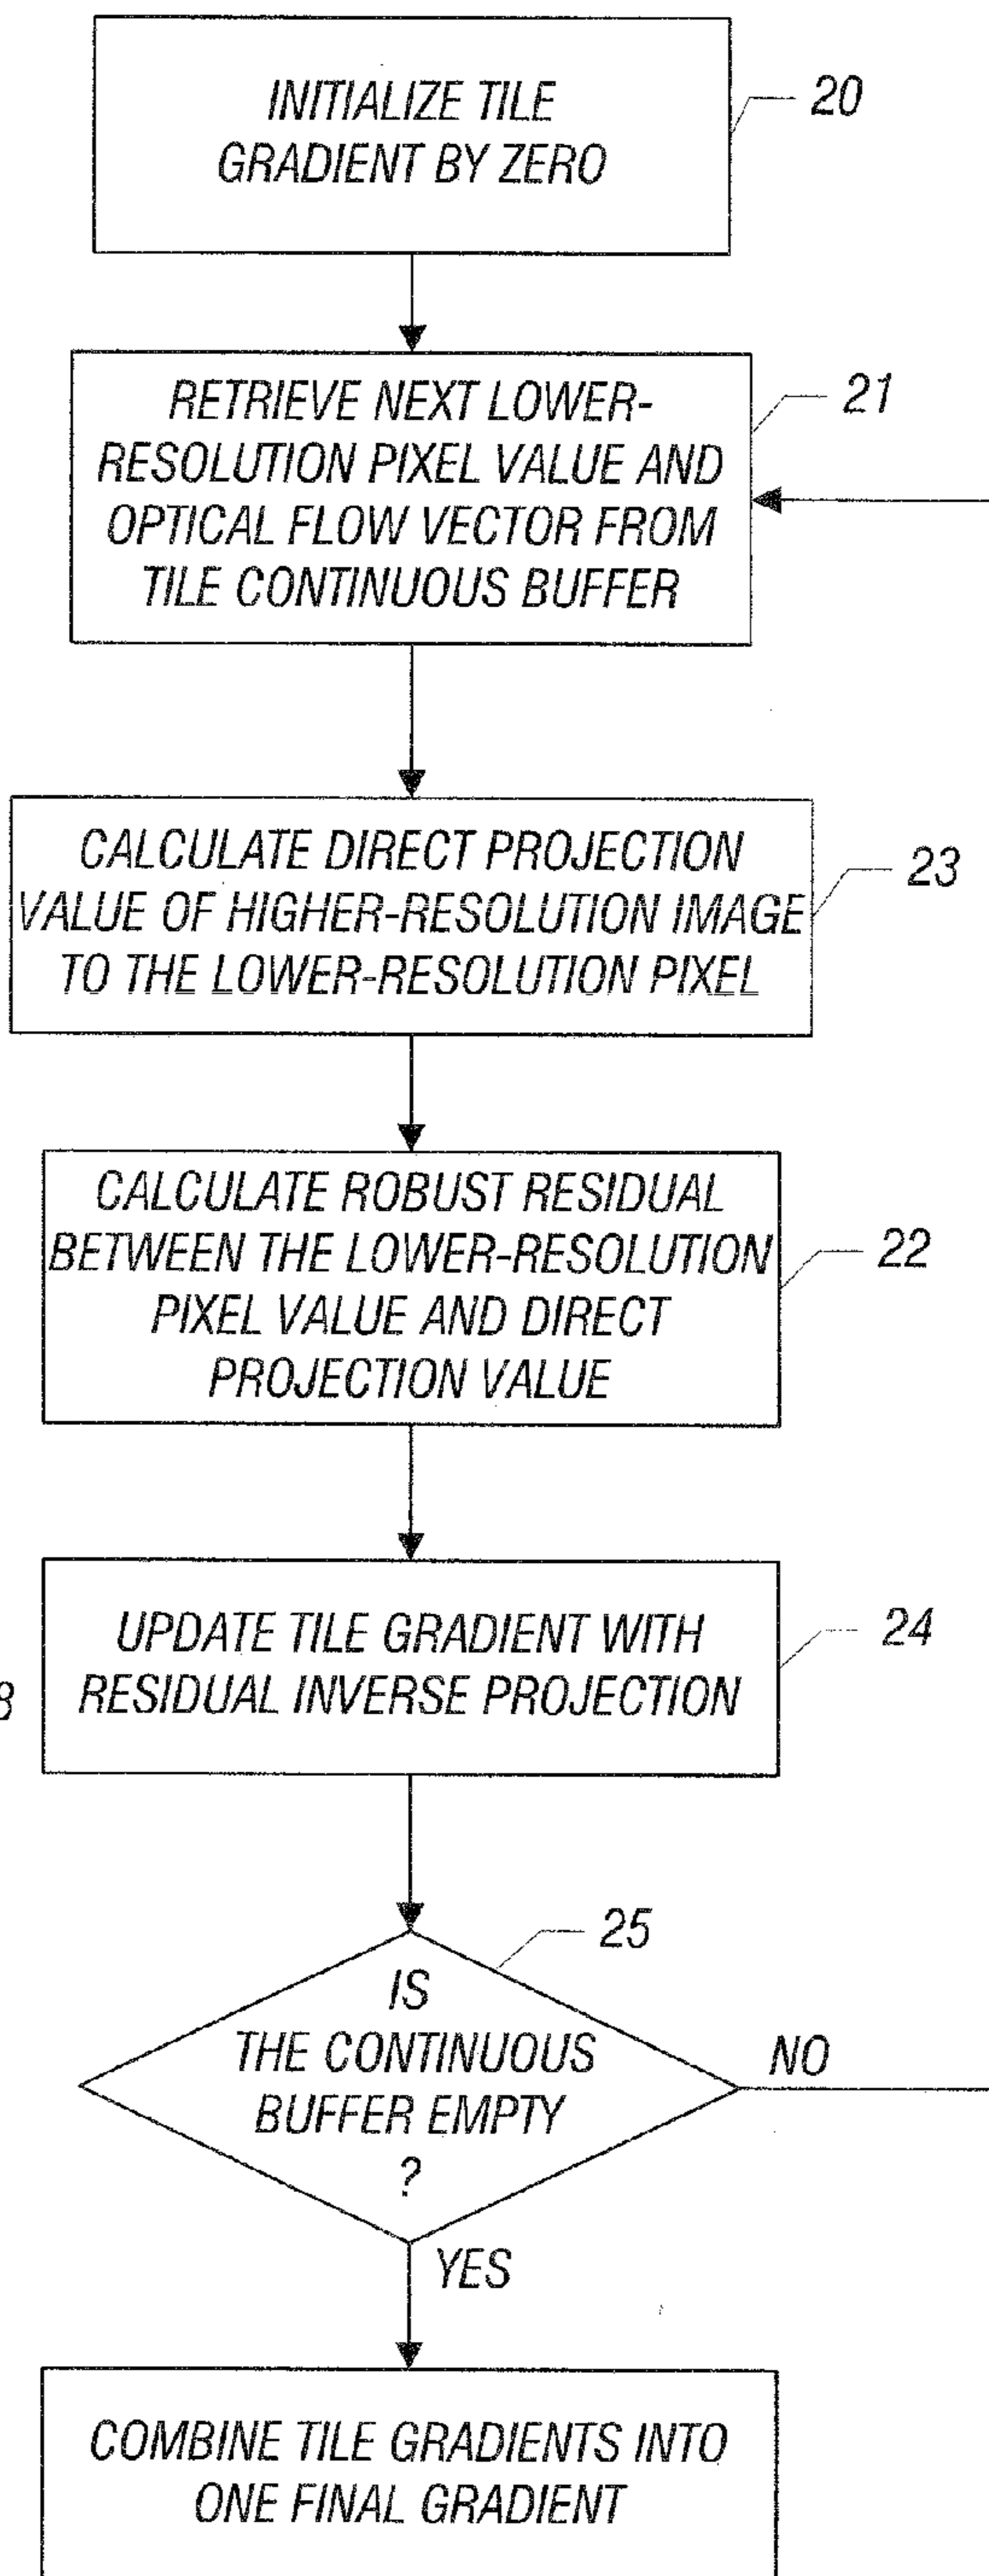 INITIALIZE TILE
GRADIENT BY ZERO
20
RETRIEVE NEXT LOWER-
RESOLUTION PIXEL VALUE AND
OPTICAL FLOW VECTOR FROM
TILE CONTINUOUS BUFFER
21
CALCULATE DIRECT PROJECTION
VALUE OF HIGHER-RESOLUTION IMAGE
TO THE LOWER-RESOLUTION PIXEL
23
CALCULATE ROBUST RESIDUAL
BETWEEN THE LOWER-RESOLUTION
PIXEL VALUE AND DIRECT
PROJECTION VALUE
22
UPDATE TILE GRADIENT WITH
RESIDUAL INVERSE PROJECTION
24
25
IS
THE CONTINUOUS
BUFFER EMPTY
?
NO
YES
COMBINE TILE GRADIENTS INTO
ONE FINAL GRADIENT